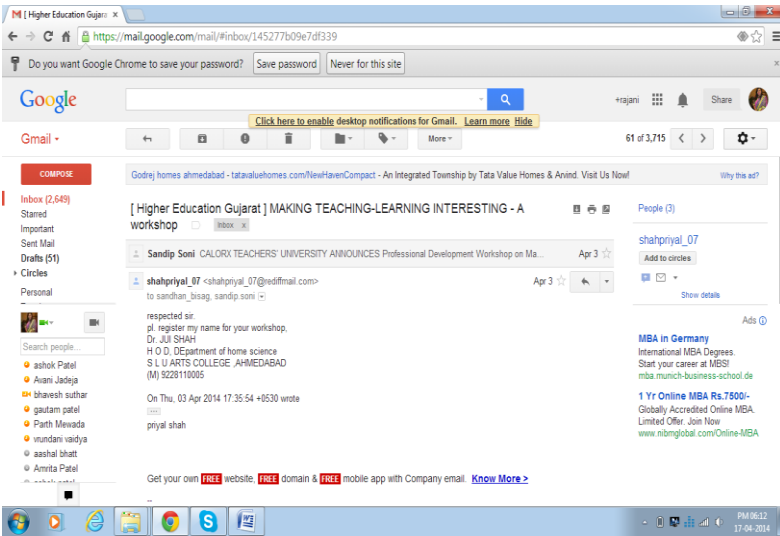 [ Higher Education Gujara x
https://mail.google.com/mail/#inbox/145277b09e7df339
Do you want Google Chrome to save your password? Save password Never for this site x
Google
+rajani Share
Click here to enable desktop notifications for Gmail. Learn more Hide
Gmail More 61 of 3,715
COMPOSE
Godrej homes ahmedabad - tatavaluehomes.com/NewHavenCompact - An Integrated Township by Tata Value Homes & Arvind. Visit Us Now! Why this ad?
Inbox (2,649)
Starred
Important
Sent Mail
Drafts (51)
Circles
Personal
[ Higher Education Gujarat ] MAKING TEACHING-LEARNING INTERESTING - A
workshop Inbox x
Sandip Soni CALORX TEACHERS' UNIVERSITY ANNOUNCES Professional Development Workshop on Ma... Apr 3
shahpriyal_07 <shahpriyal_07@rediffmail.com> Apr 3
to sandhan_bisag, sandip.soni
respected sir.
pl. register my name for your workshop,
Dr. JUI SHAH
H O D, DEpartment of home science
S L U ARTS COLLEGE ,AHMEDABAD
(M) 9228110005
On Thu, 03 Apr 2014 17:35:54 +0530 wrote
...
priyal shah
Get your own FREE website, FREE domain & FREE mobile app with Company email. Know More >
--
People (3)
shahpriyal_07
Add to circles
Show details
Ads
MBA in Germany
International MBA Degrees.
Start your career at MBS!
mba.munich-business-school.de
1 Yr Online MBA Rs.7500/-
Globally Accredited Online MBA.
Limited Offer. Join Now
www.nibmglobal.com/Online-MBA
Search people...
ashok Patel
Avani Jadeja
bhavesh suthar
gautam patel
Parth Mewada
vrundani vaidya
aashal bhatt
Amrita Patel
PM 06:12
17-04-2014